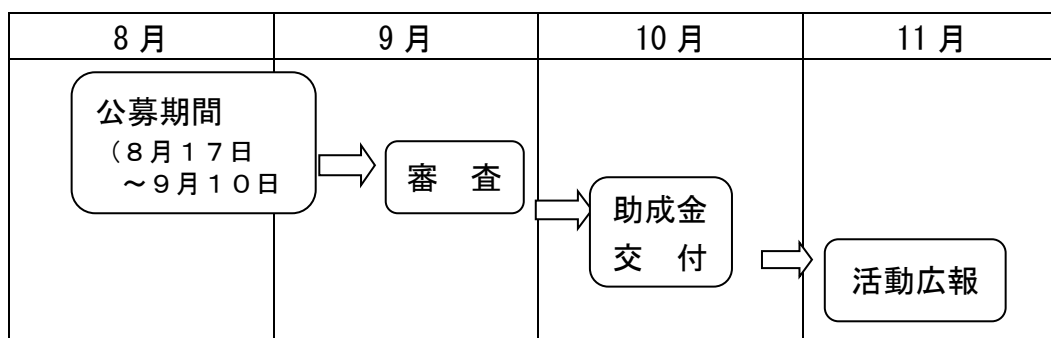 8月
9月
10月
11月
公募期間
（８月１７日
～９月１０日
審　査
助成金
交　付
活動広報